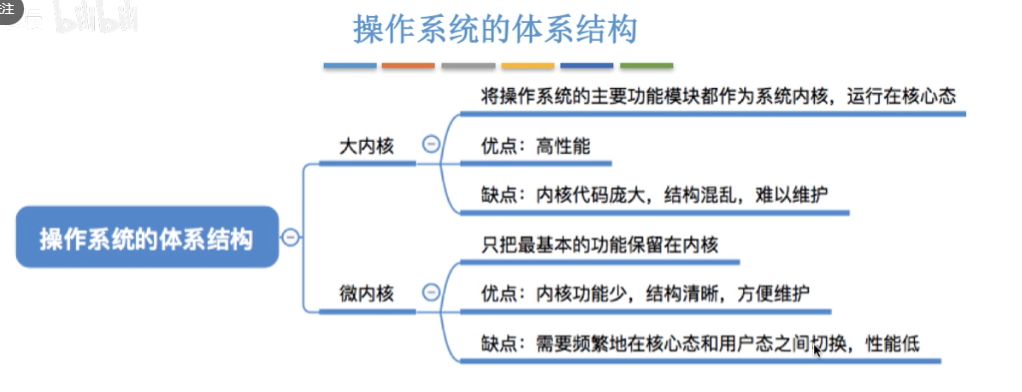 注
bilibili
操作系统的体系结构
将操作系统的主要功能模块都作为系统内核，运行在核心态
大内核
优点：高性能
缺点：内核代码庞大，结构混乱，难以维护
操作系统的体系结构
只把最基本的功能保留在内核
微内核
优点：内核功能少，结构清晰，方便维护
缺点：需要频繁地在核心态和用户态之间切换，性能低